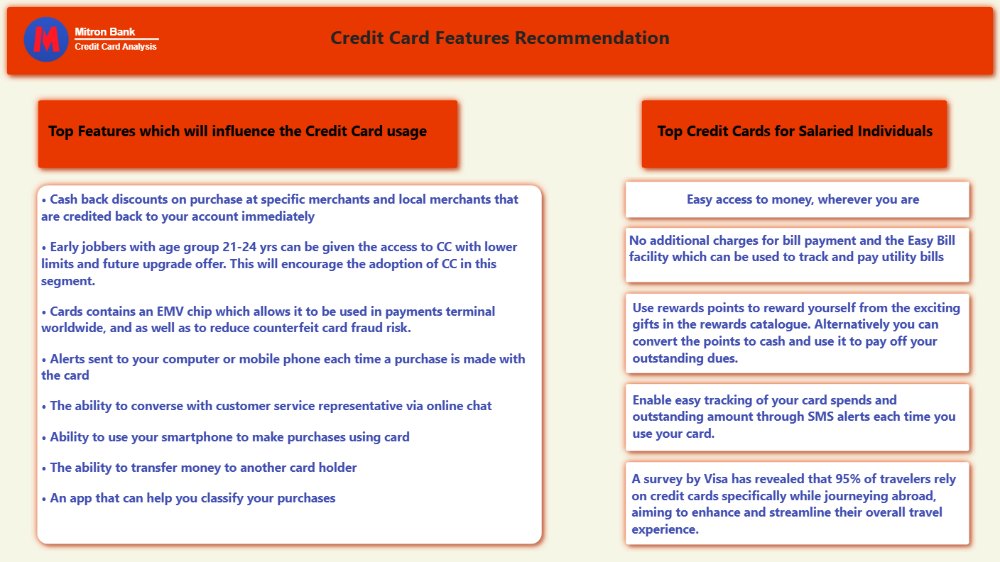 Mitron Bank
Credit Card Analysis
Credit Card Features Recommendation
Top Features which will influence the Credit Card usage
• Cash back discounts on purchase at specific merchants and local merchants that
are credited back to your account immediately
• Early jobbers with age group 21-24 yrs can be given the access to CC with lower
limits and future upgrade offer. This will encourage the adoption of CC in this
segment.
• Cards contains an EMV chip which allows it to be used in payments terminal
worldwide, and as well as to reduce counterfeit card fraud risk.
• Alerts sent to your computer or mobile phone each time a purchase is made with
the card
• The ability to converse with customer service representative via online chat
• Ability to use your smartphone to make purchases using card
• The ability to transfer money to another card holder
• An app that can help you classify your purchases
Top Credit Cards for Salaried Individuals
Easy access to money, wherever you are
No additional charges for bill payment and the Easy Bill
facility which can be used to track and pay utility bills
Use rewards points to reward yourself from the exciting
gifts in the rewards catalogue. Alternatively you can
convert the points to cash and use it to pay off your
outstanding dues.
Enable easy tracking of your card spends and
outstanding amount through SMS alerts each time you
use your card.
A survey by Visa has revealed that 95% of travelers rely
on credit cards specifically while journeying abroad,
aiming to enhance and streamline their overall travel
experience.